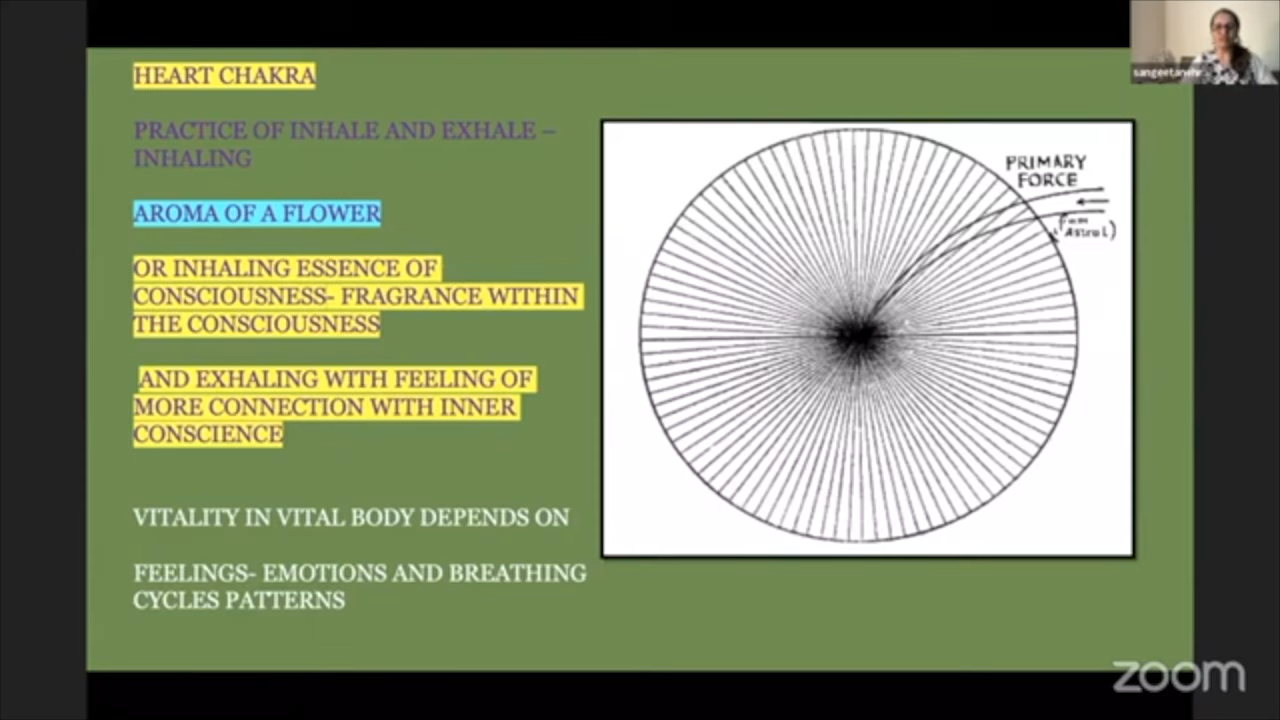 HEART CHAKRA
PRACTICE OF INHALE AND EXHALE –
INHALING
AROMA OF A FLOWER
OR INHALING ESSENCE OF
CONSCIOUSNESS- FRAGRANCE WITHIN
THE CONSCIOUSNESS
AND EXHALING WITH FEELING OF
MORE CONNECTION WITH INNER
CONSCIENCE
VITALITY IN VITAL BODY DEPENDS ON
FEELINGS- EMOTIONS AND BREATHING
CYCLES PATTERNS
PRIMARY
FORCE
(from
Astral)
zoom